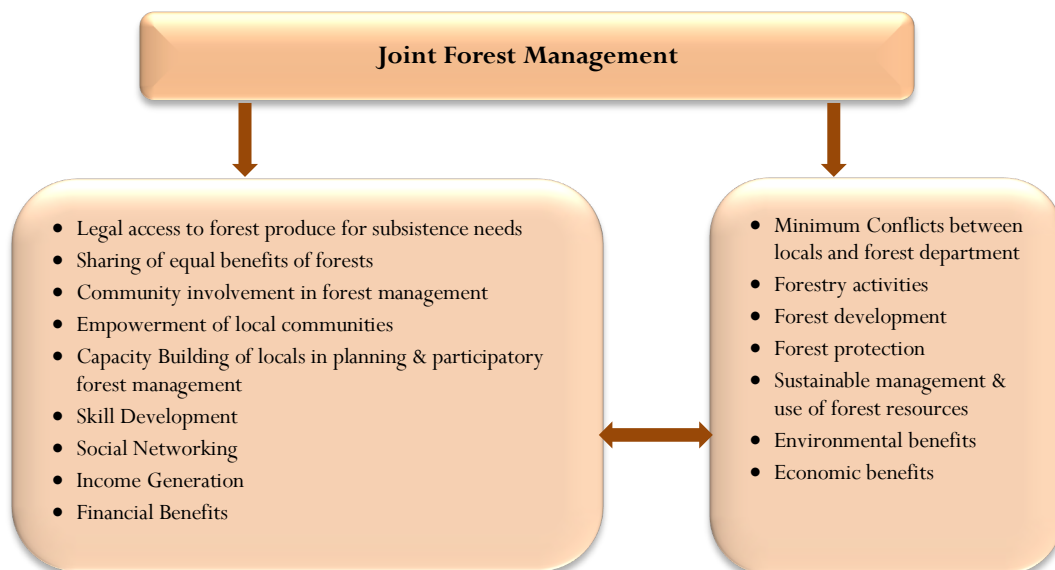 Joint Forest Management
• Legal access to forest produce for subsistence needs
• Sharing of equal benefits of forests
• Community involvement in forest management
• Empowerment of local communities
• Capacity Building of locals in planning & participatory
forest management
• Skill Development
• Social Networking
• Income Generation
• Financial Benefits
• Minimum Conflicts between
locals and forest department
• Forestry activities
• Forest development
• Forest protection
• Sustainable management &
use of forest resources
• Environmental benefits
• Economic benefits